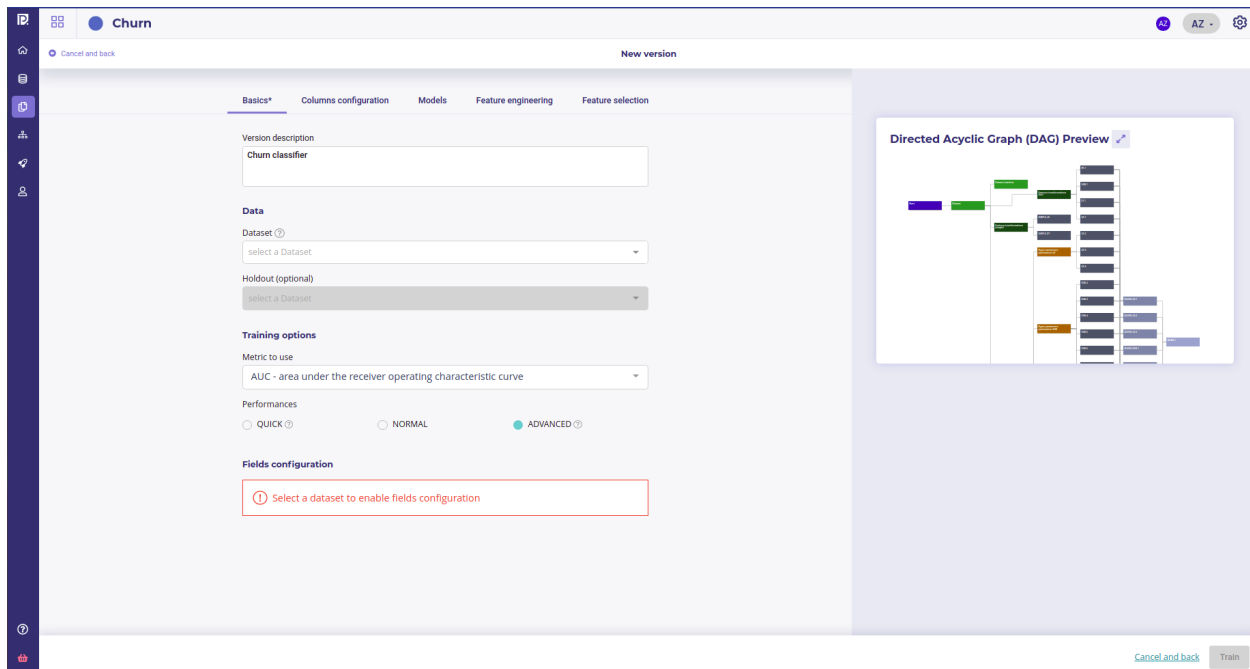 Churn
AZ
AZ
Cancel and back
New version
Basics*
Columns configuration
Models
Feature engineering
Feature selection
Version description
Churn classifier
Data
Dataset
select a Dataset
Holdout (optional)
select a Dataset
Training options
Metric to use
AUC - area under the receiver operating characteristic curve
Performances
QUICK
NORMAL
ADVANCED
Fields configuration
Select a dataset to enable fields configuration
Directed Acyclic Graph (DAG) Preview
Cancel and back
Train